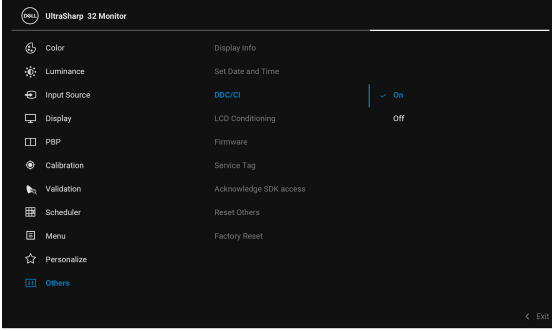 DELL UltraSharp 32 Monitor
Color Display Info
Luminance Set Date and Time
Input Source DDC/CI On
Display LCD Conditioning Off
PBP Firmware
Calibration Service Tag
Validation Acknowledge SDK access
Scheduler Reset Others
Menu Factory Reset
Personalize
Others
Exit